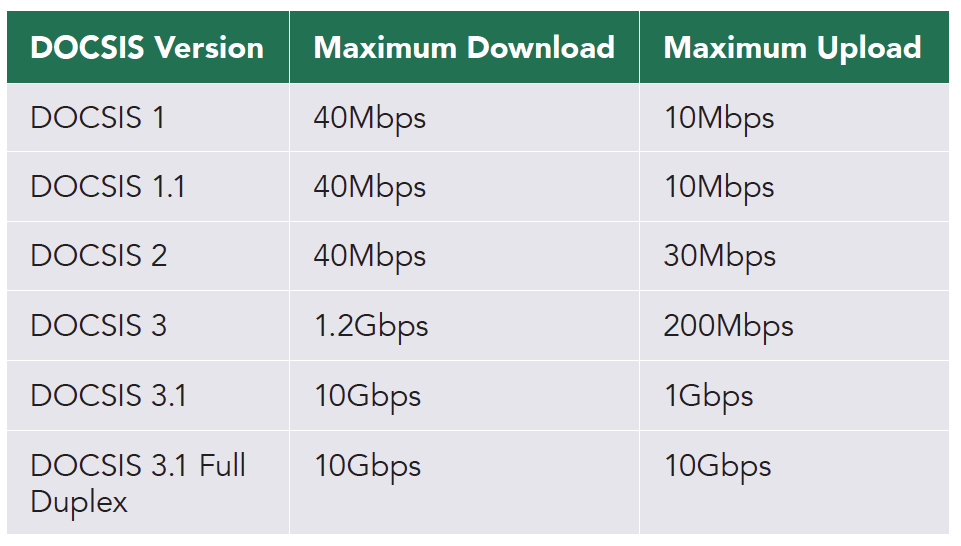 DOCSIS Version Maximum Download Maximum Upload
DOCSIS 1 40Mbps 10Mbps
DOCSIS 1.1 40Mbps 10Mbps
DOCSIS 2 40Mbps 30Mbps
DOCSIS 3 1.2Gbps 200Mbps
DOCSIS 3.1 10Gbps 1Gbps
DOCSIS 3.1 Full 10Gbps 10Gbps
Duplex